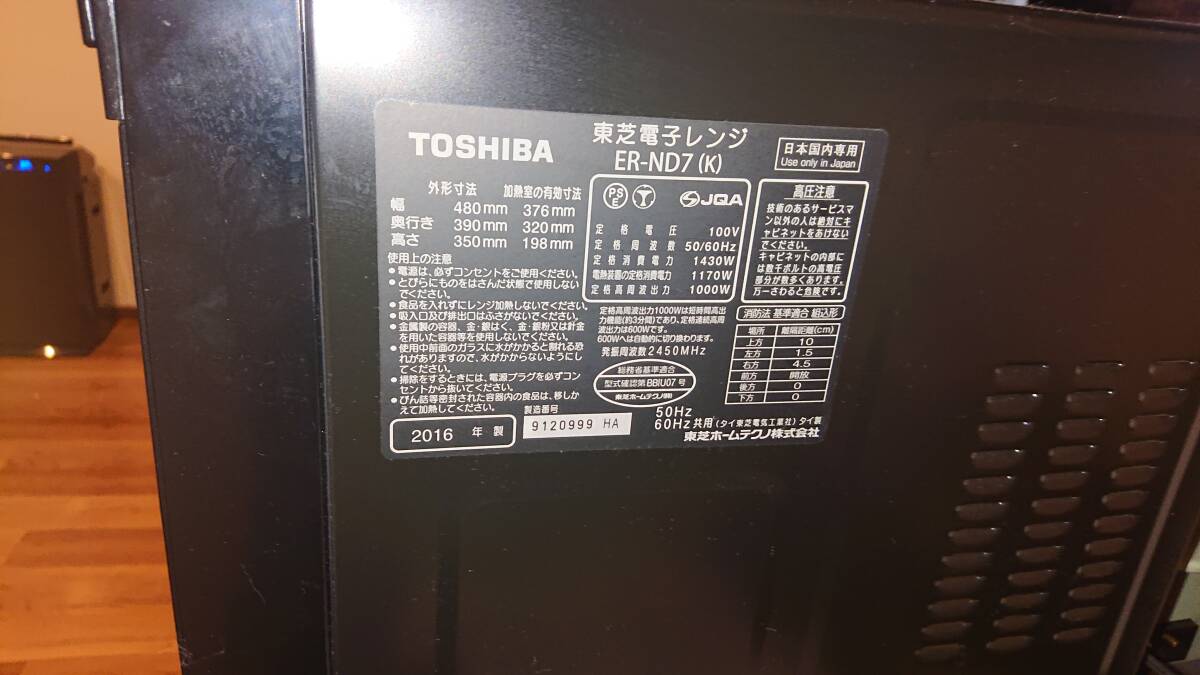 TOSHIBA
東芝電子レンジ
ER-ND7 (K)
日本国内専用
Use only in Japan
外形寸法 加熱室の有効寸法
幅 480mm 376mm
奥行き 390mm 320mm
高さ 350mm 198mm
使用上の注意
●電源は、必ずコンセントをご使用ください。
●とびらにものをはさんだ状態で使用しない
でください。
●食品を入れずにレンジ加熱しないでください。
●吸入口及び排出口はふさがないでください。
●金属製の容器、金・銀はく、金・銀粉又は針金
を用いた容器等を使用しないでください。
●使用中前面のガラスに水がかかると割れる恐
れがありますので、水がかからないようにし
てください。
●掃除をするときには、電源プラグを必ずコン
セントから抜いてください。
●びん詰等密封された容器内の食品は、移しか
えて加熱してください。
2016 年 製
PS
E
JQA
定格電圧 100V
定格周波数 50/60Hz
定格消費電力 1430W
電熱装置の定格消費電力 1170W
定格高周波出力 1000W
定格高周波出力1000Wは短時間高出
力機能(約3分間)であり、定格連続高周
波出力は600Wです。
600Wへは自動的に切り換わります。
発振周波数2450MHz
総務省基準適合
型式確認第BBIU07号
東芝ホームテクノ㈱
製造番号
9120999 HA
50Hz
60Hz 共用 (タイ東芝電気工業社) タイ製
東芝ホームテクノ株式会社
高圧注意
技術のあるサービスマ
ン以外の人は絶対にキ
ャビネットをあけない
でください。
キャビネットの内部に
は数千ボルトの高電圧
部分が数多くあります。
万一さわると危険です。
消防法 基準適合 組込形
場所 離隔距離(cm)
上方 10
左方 1.5
右方 4.5
前方 開放
後方 0
下方 0